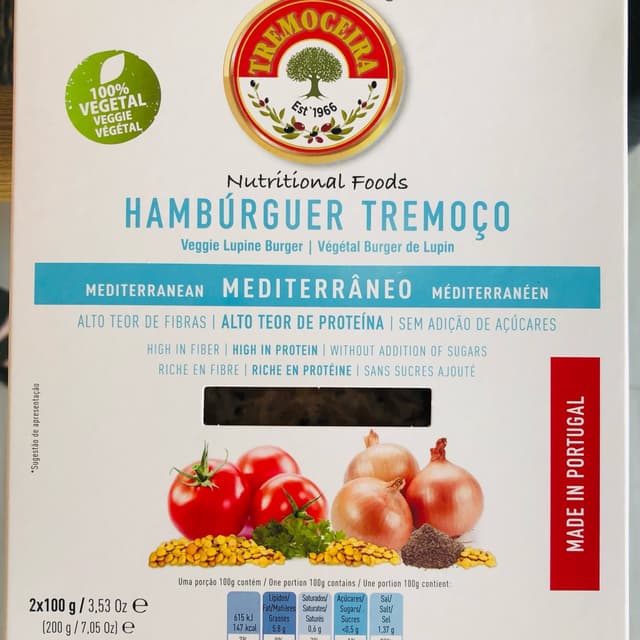 TREMOCEIRA
Est 1966
100%
VEGETAL
VEGGIE
VÉGÉTAL
Nutritional Foods
HAMBÚRGUER TREMOÇO
Veggie Lupine Burger | Végétal Burger de Lupin
MEDITERRANEAN MEDITERRÂNEO MÉDITERRANÉEN
ALTO TEOR DE FIBRAS | ALTO TEOR DE PROTEÍNA | SEM ADIÇÃO DE AÇÚCARES
HIGH IN FIBER | HIGH IN PROTEIN | WITHOUT ADDITION OF SUGARS
RICHE EN FIBRE | RICHE EN PROTÉINE | SANS SUCRES AJOUTÉ
*Sugestão de apresentação
MADE IN PORTUGAL
Uma porção 100g contém / One portion 100g contains / Une portion 100g contient:
2x100 g / 3,53 Oz e
(200 g / 7,05 Oz) e
615 kJ
147 kcal
Lípidos/
Fat/Matières
Grasses
5,8 g
Saturados/
Saturates/
Saturés
0,6 g
Açúcares/
Sugars/
Sucres
<0,5 g
Sal/
Salt/
Sel
1,37 g